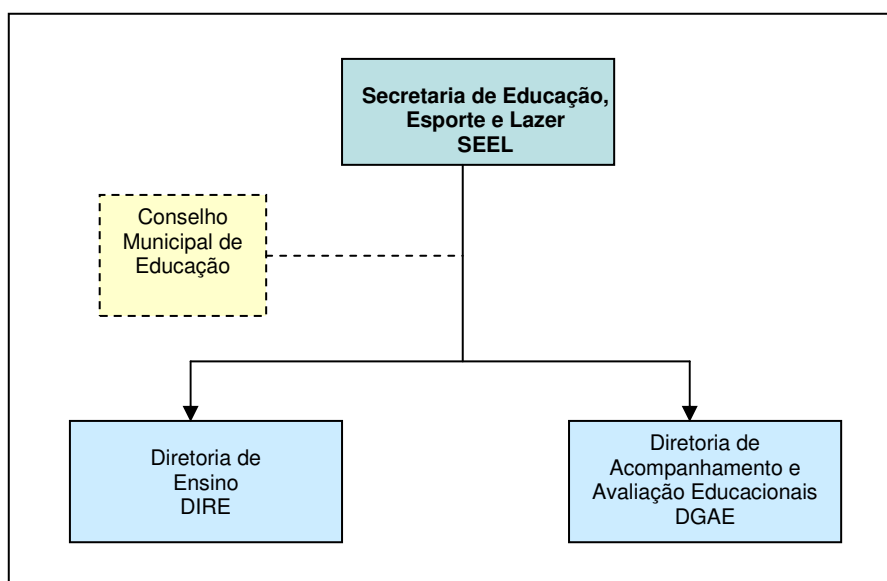 Secretaria de Educação,
Esporte e Lazer
SEEL
Conselho
Municipal de
Educação
Diretoria de
Ensino
DIRE
Diretoria de
Acompanhamento e
Avaliação Educacionais
DGAE